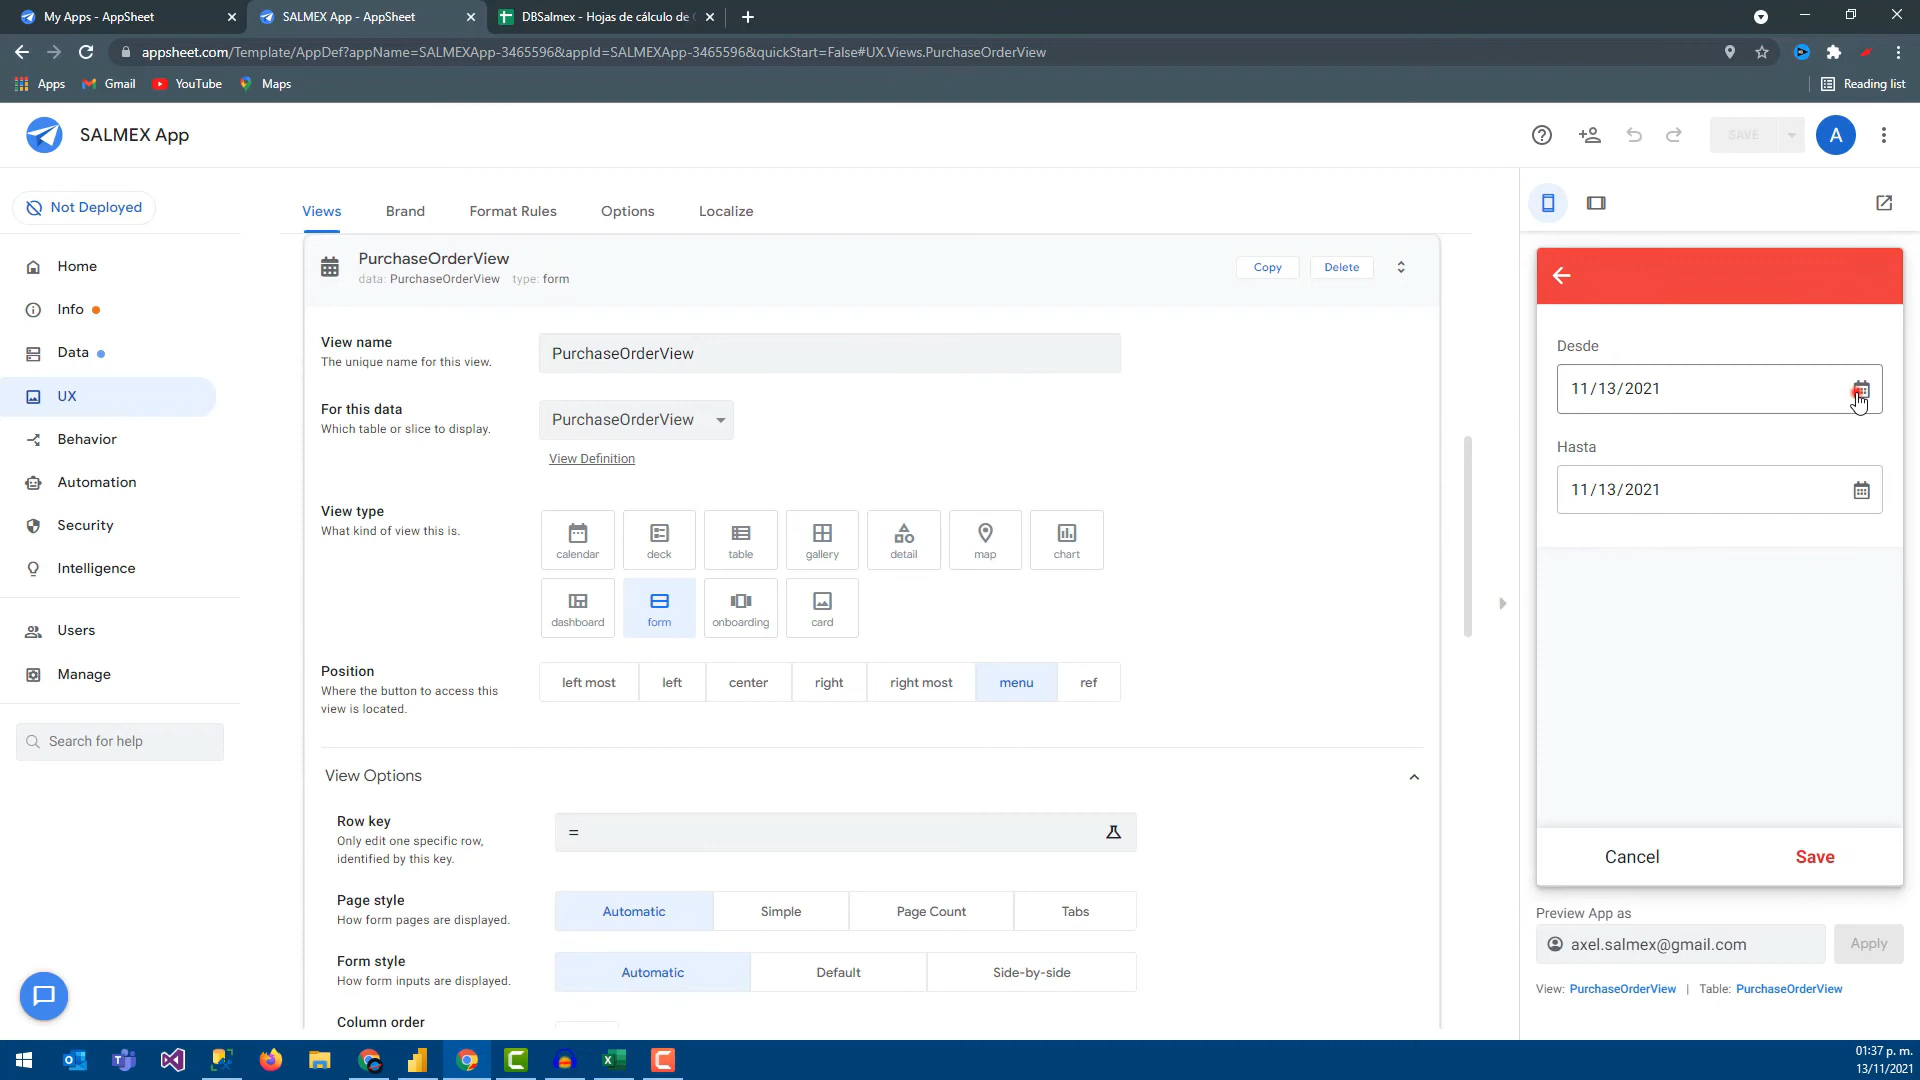 My Apps - AppSheet
SALMEX App - AppSheet
DBSalmex - Hojas de cálculo de
appsheet.com/Template/AppDef?appName=SALMEXApp-3465596&appId=SALMEXApp-3465596&quickStart=False#UX.Views.PurchaseOrderView
Apps
Gmail
YouTube
Maps
Reading list
SALMEX App
SAVE
A
Not Deployed
Views
Brand
Format Rules
Options
Localize
Home
Info
Data
UX
Behavior
Automation
Security
Intelligence
Users
Manage
Search for help
PurchaseOrderView
data: PurchaseOrderView type: form
Copy
Delete
View name
The unique name for this view.
PurchaseOrderView
For this data
Which table or slice to display.
PurchaseOrderView
View Definition
View type
What kind of view this is.
calendar
deck
table
gallery
detail
map
chart
dashboard
form
onboarding
card
Position
Where the button to access this
view is located.
left most
left
center
right
right most
menu
ref
View Options
Row key
Only edit one specific row,
identified by this key.
=
Page style
How form pages are displayed.
Automatic
Simple
Page Count
Tabs
Form style
How form inputs are displayed.
Automatic
Default
Side-by-side
Column order
Desde
11/13/2021
Hasta
11/13/2021
Cancel
Save
Preview App as
axel.salmex@gmail.com
Apply
View: PurchaseOrderView | Table: PurchaseOrderView
01:37 p. m.
13/11/2021